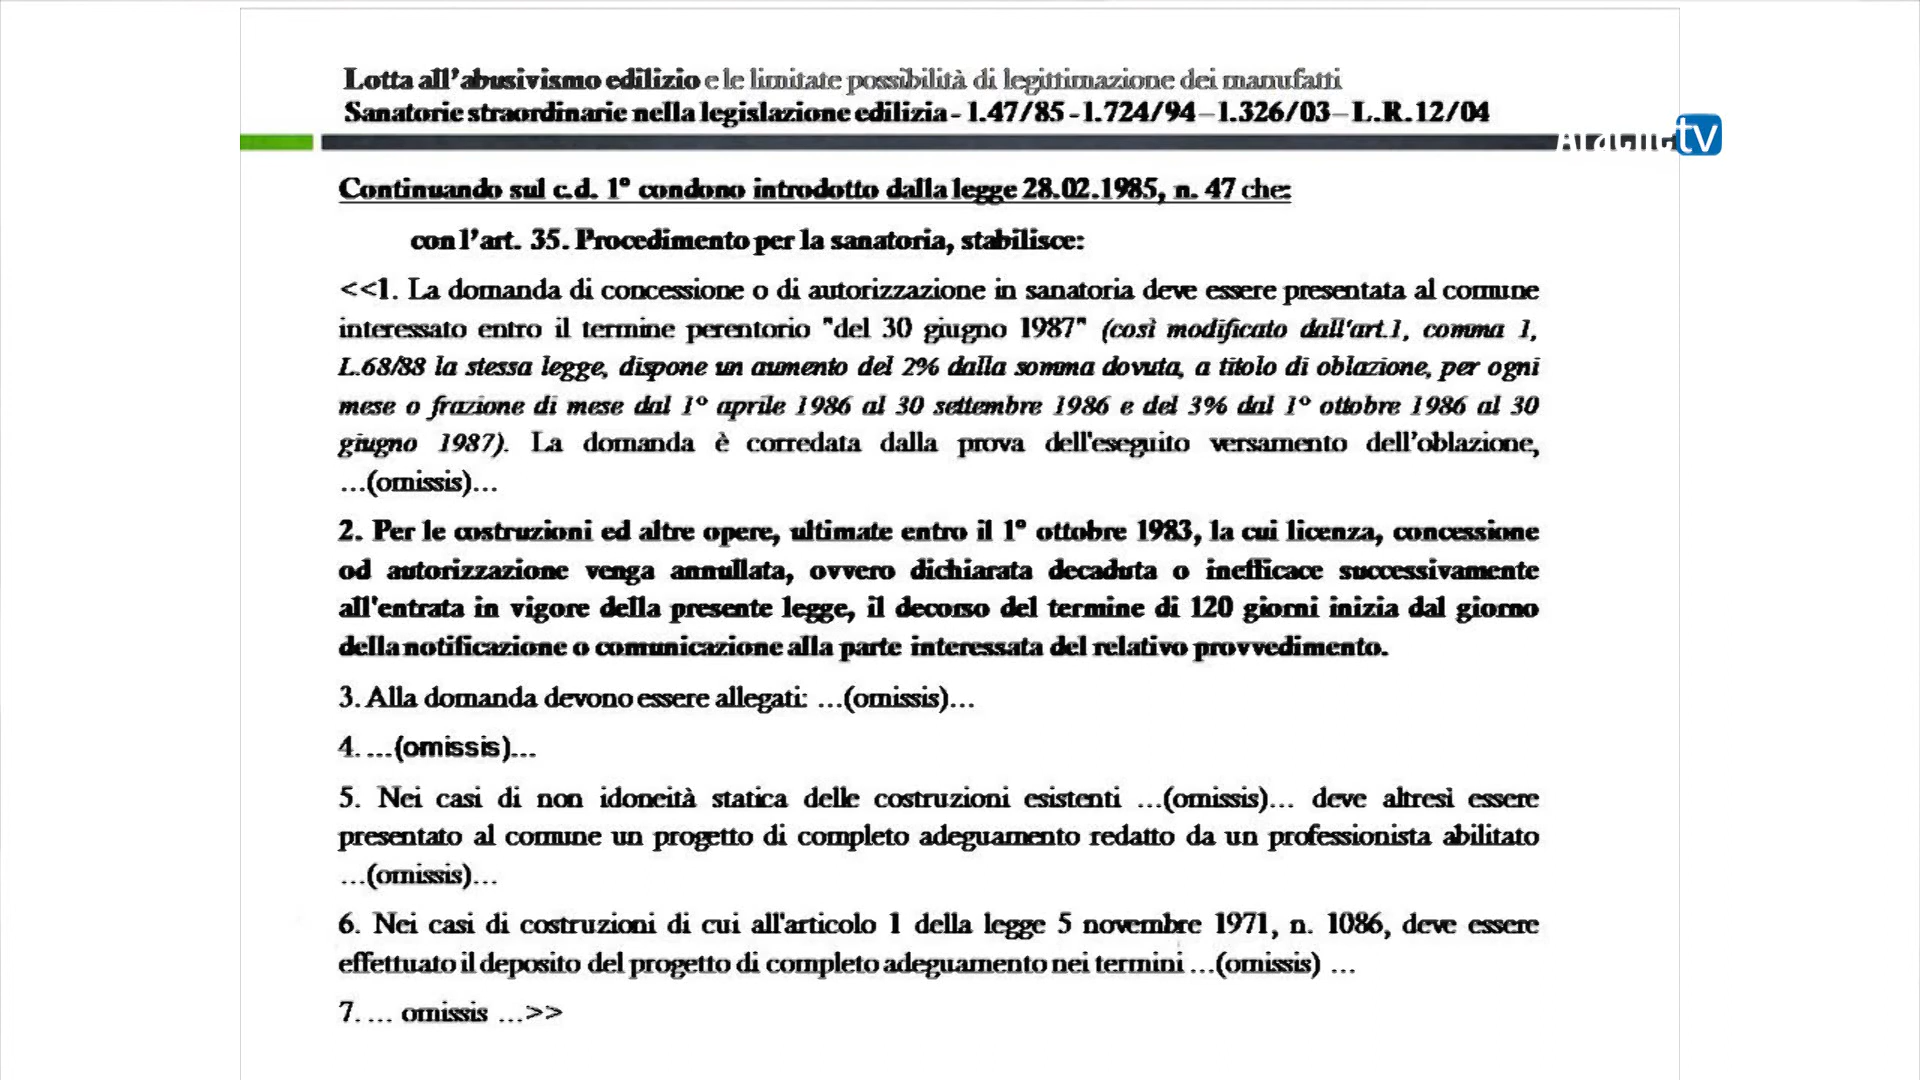 Lotta all'abusivismo edilizio e le limitate possibilità di legittimazione dei manufatti
Sanatorie straordinarie nella legislazione edilizia - l.47/85 - l.724/94 – l.326/03 – L.R.12/04
tv
Continuando sul c.d. 1° condono introdotto dalla legge 28.02.1985, n. 47 che:
con l'art. 35. Procedimento per la sanatoria, stabilisce:
<<1. La domanda di concessione o di autorizzazione in sanatoria deve essere presentata al comune
interessato entro il termine perentorio "del 30 giugno 1987" (così modificato dall'art.1, comma 1,
L.68/88 la stessa legge, dispone un aumento del 2% dalla somma dovuta, a titolo di oblazione, per ogni
mese o frazione di mese dal 1° aprile 1986 al 30 settembre 1986 e del 3% dal 1° ottobre 1986 al 30
giugno 1987). La domanda è corredata dalla prova dell'eseguito versamento dell'oblazione,
…(omissis)…
2. Per le costruzioni ed altre opere, ultimate entro il 1° ottobre 1983, la cui licenza, concessione
od autorizzazione venga annullata, ovvero dichiarata decaduta o inefficace successivamente
all'entrata in vigore della presente legge, il decorso del termine di 120 giorni inizia dal giorno
della notificazione o comunicazione alla parte interessata del relativo provvedimento.
3. Alla domanda devono essere allegati: …(omissis)…
4. …(omissis)…
5. Nei casi di non idoneità statica delle costruzioni esistenti …(omissis)… deve altresì essere
presentato al comune un progetto di completo adeguamento redatto da un professionista abilitato
…(omissis)…
6. Nei casi di costruzioni di cui all'articolo 1 della legge 5 novembre 1971, n. 1086, deve essere
effettuato il deposito del progetto di completo adeguamento nei termini …(omissis) …
7. … omissis …>>